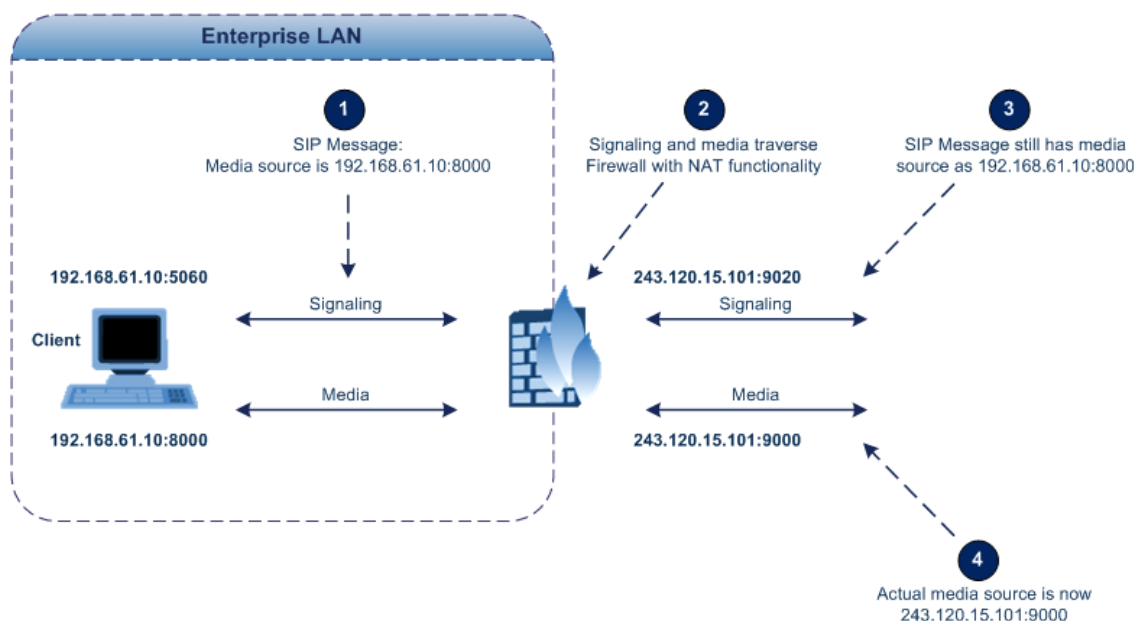 Enterprise LAN
1
SIP Message:
Media source is 192.168.61.10:8000
2
Signaling and media traverse
Firewall with NAT functionality
3
SIP Message still has media
source as 192.168.61.10:8000
192.168.61.10:5060
243.120.15.101:9020
Signaling
Signaling
Client
Media
Media
192.168.61.10:8000
243.120.15.101:9000
4
Actual media source is now
243.120.15.101:9000